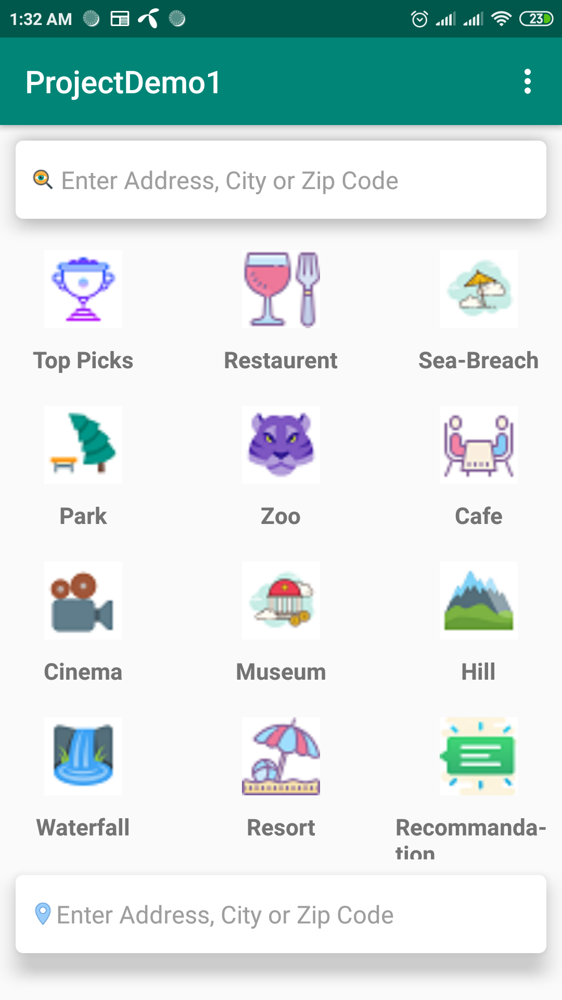 1:32 AM 23
ProjectDemo1
Enter Address, City or Zip Code
Top Picks Restaurent Sea-Breach
Park Zoo Cafe
Cinema Museum Hill
Waterfall Resort Recommanda-
tion
Enter Address, City or Zip Code